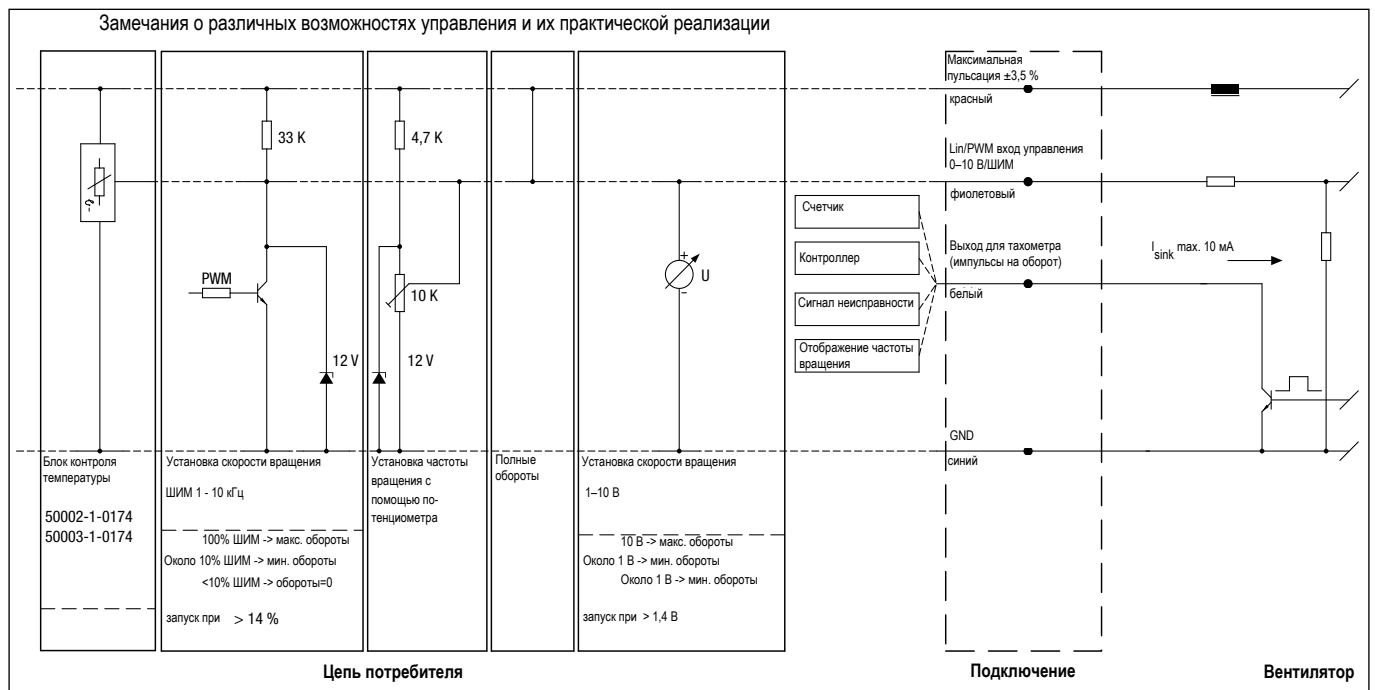 Замечания о различных возможностях управления и их практической реализации
33 K
PWM
12 V
4,7 K
10 K
12 V
+
U
−
Блок контроля
температуры
50002-1-0174
50003-1-0174
Установка скорости вращения
ШИМ 1 - 10 кГц
100% ШИМ -> макс. обороты
Около 10% ШИМ -> мин. обороты
<10% ШИМ -> обороты=0
запуск при > 14 %
Установка частоты
вращения с
помощью по-
тенциометра
Полные
обороты
Установка скорости вращения
1–10 В
10 В -> макс. обороты
Около 1 В -> мин. обороты
Около 1 В -> мин. обороты
запуск при > 1,4 В
Счетчик
Контроллер
Сигнал неисправности
Отображение частоты
вращения
Максимальная
пульсация ±3,5 %
красный
Lin/PWM вход управления
0–10 В/ШИМ
фиолетовый
Выход для тахометра
(импульсы на оборот)
белый
GND
синий
I sink max. 10 мА
Цепь потребителя
Подключение
Вентилятор